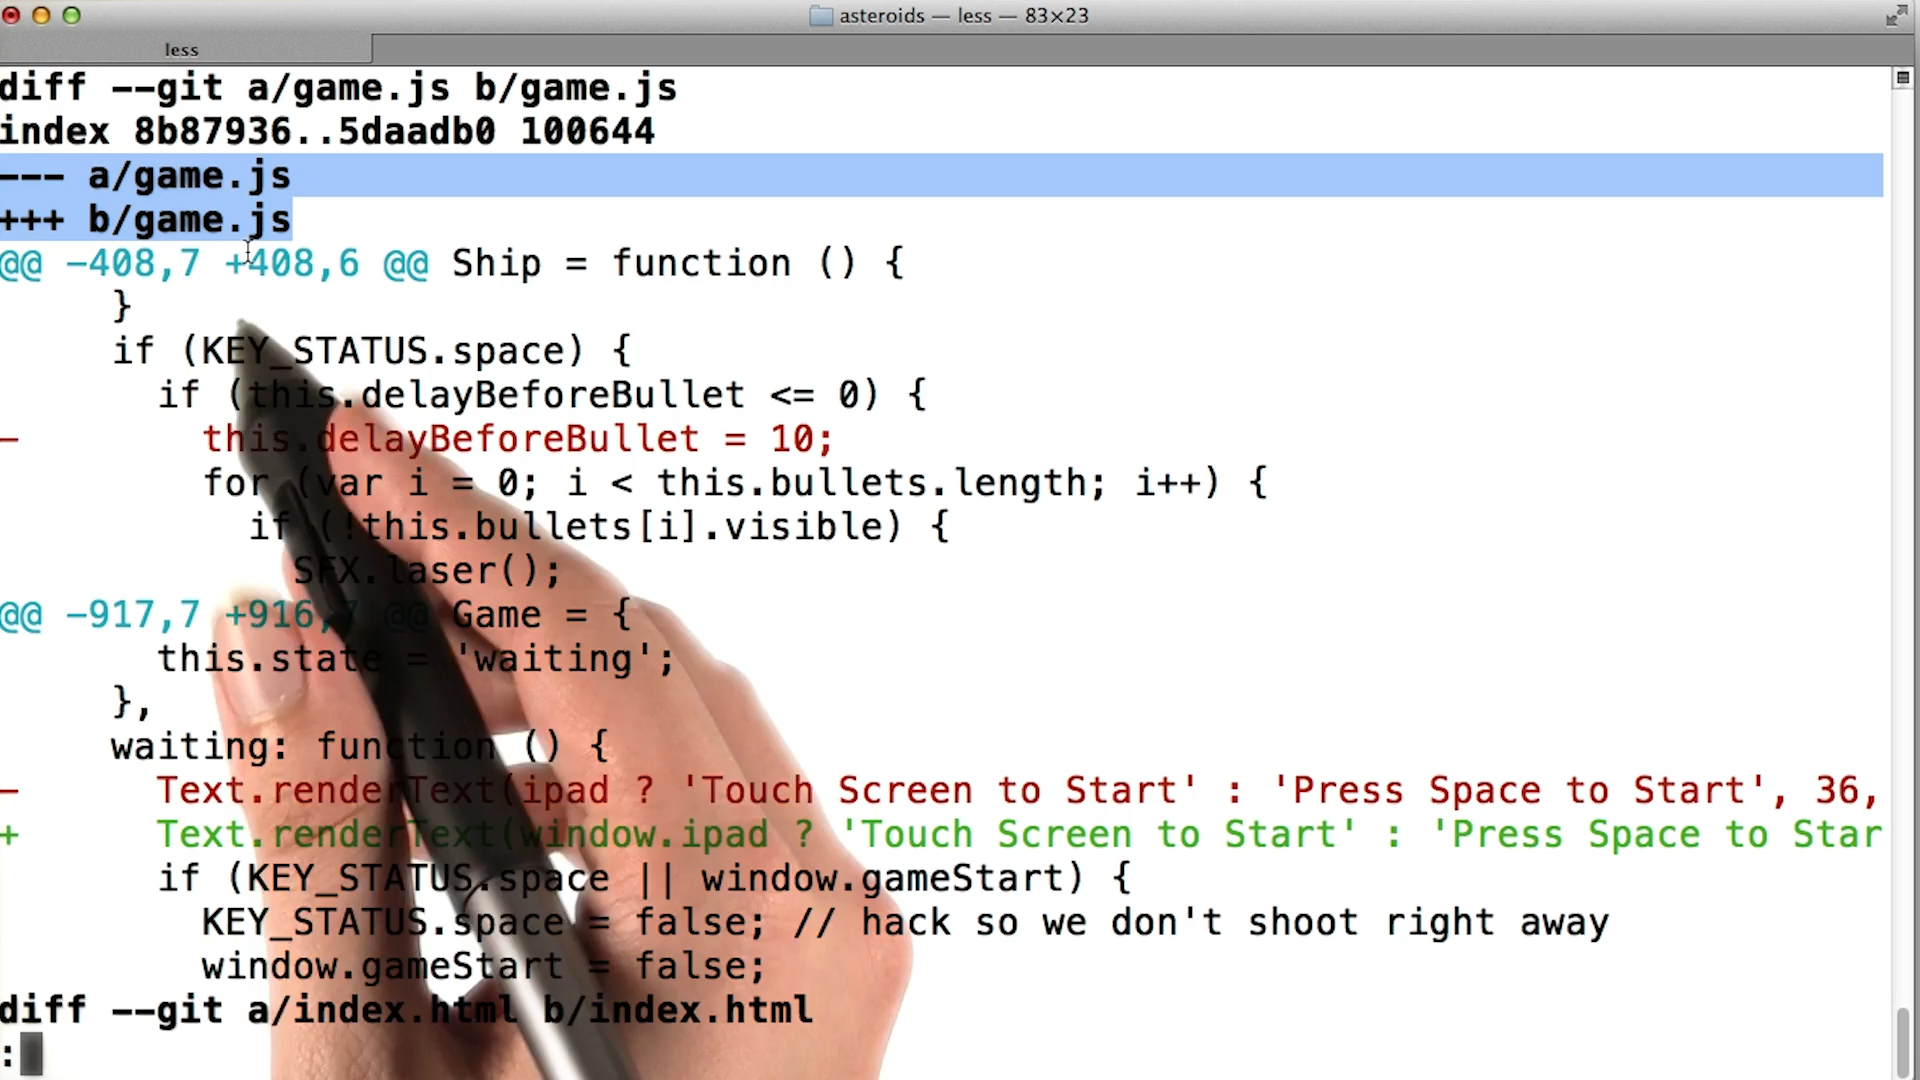 asteroids — less — 83×23
less
diff --git a/game.js b/game.js
index 8b87936..5daadb0 100644
--- a/game.js
+++ b/game.js
@@ -408,7 +408,6 @@ Ship = function () {
}
if (KEY_STATUS.space) {
if (this.delayBeforeBullet <= 0) {
- this.delayBeforeBullet = 10;
for (var i = 0; i < this.bullets.length; i++) {
if (!this.bullets[i].visible) {
SFX.laser();
@@ -917,7 +916,7 @@ Game = {
this.state = 'waiting';
},
waiting: function () {
- Text.renderText(ipad ? 'Touch Screen to Start' : 'Press Space to Start', 36,
+ Text.renderText(window.ipad ? 'Touch Screen to Start' : 'Press Space to Star
if (KEY_STATUS.space || window.gameStart) {
KEY_STATUS.space = false; // hack so we don't shoot right away
window.gameStart = false;
diff --git a/index.html b/index.html
: